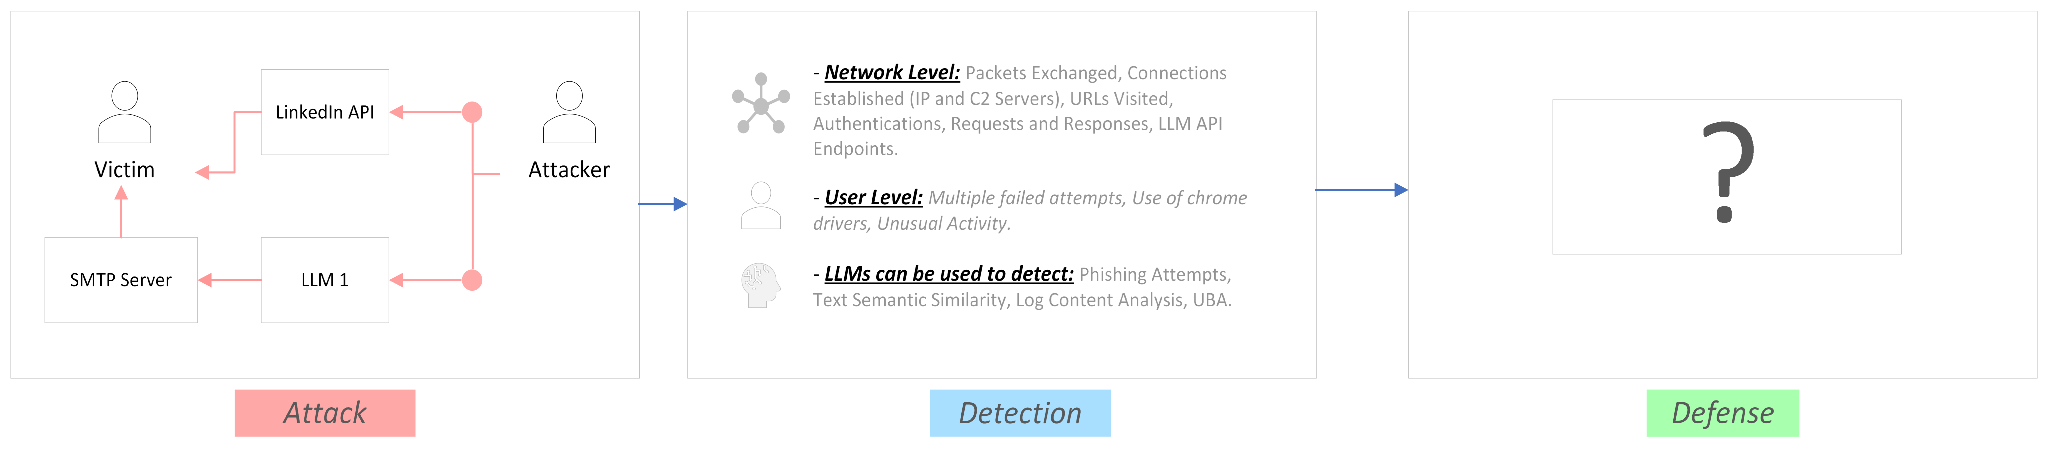 Victim
LinkedIn API
Attacker
SMTP Server
LLM 1
Attack
- Network Level: Packets Exchanged, Connections
Established (IP and C2 Servers), URLs Visited,
Authentications, Requests and Responses, LLM API
Endpoints.
- User Level: Multiple failed attempts, Use of chrome
drivers, Unusual Activity.
- LLMs can be used to detect: Phishing Attempts,
Text Semantic Similarity, Log Content Analysis, UBA.
Detection
?
Defense